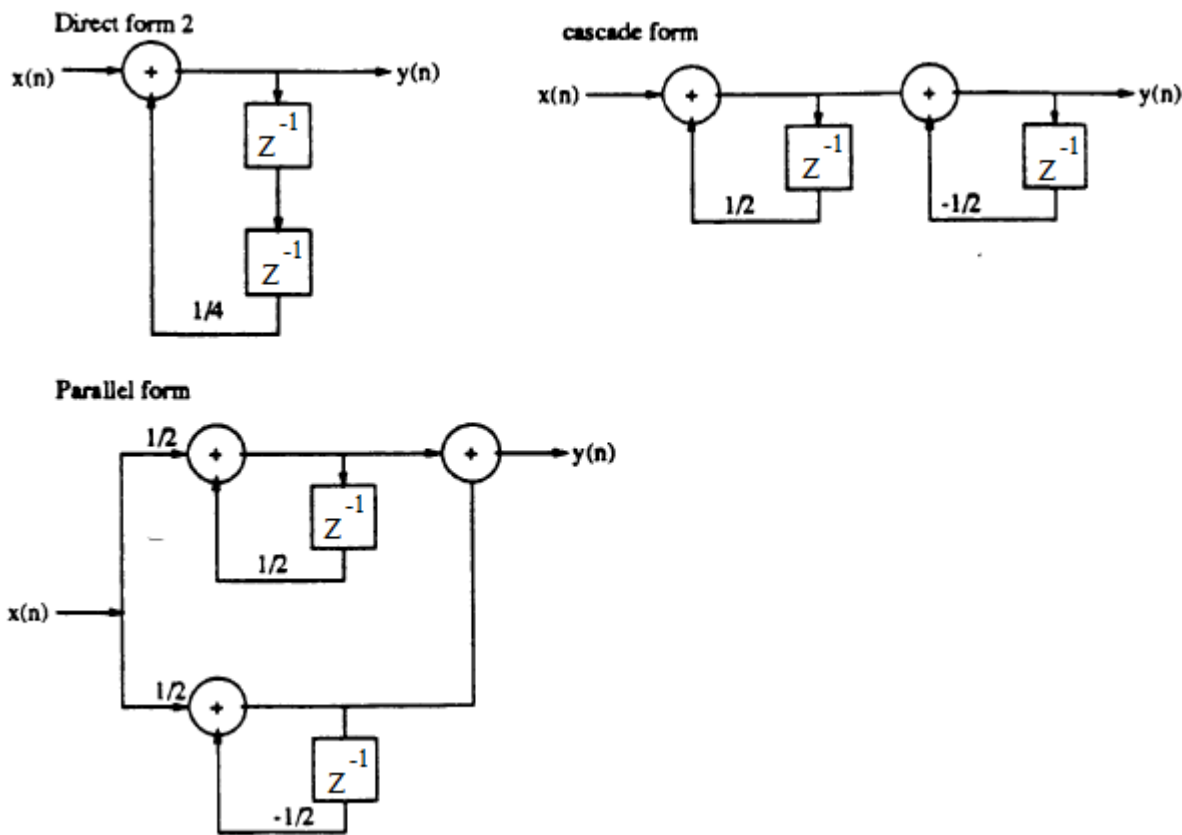 Direct form 2
x(n)
+
y(n)
Z^-1
Z^-1
1/4
cascade form
x(n)
+
+
y(n)
Z^-1
Z^-1
1/2
-1/2
Parallel form
1/2
+
+
y(n)
Z^-1
1/2
x(n)
1/2
+
Z^-1
-1/2